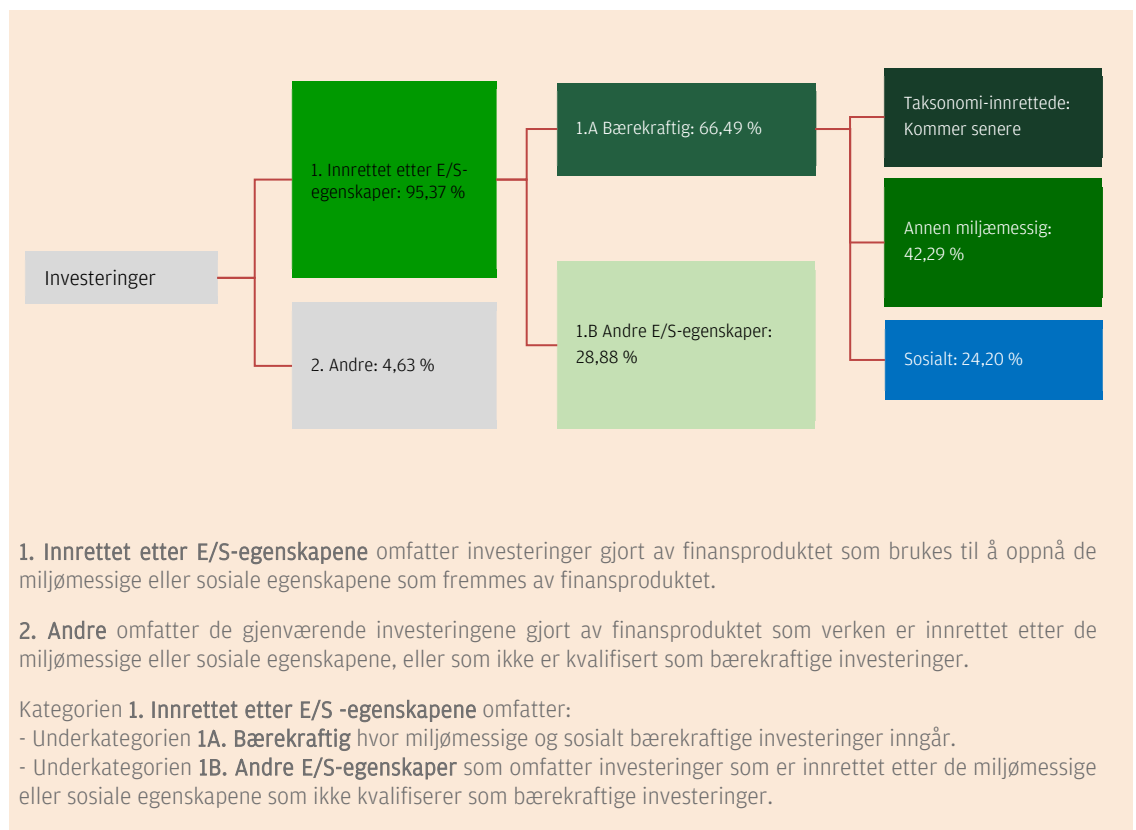 Investeringer
1. Innrettet etter E/S-
egenskaper: 95,37 %
2. Andre: 4,63 %
1.A Bærekraftig: 66,49 %
1.B Andre E/S-egenskaper:
28,88 %
Taksonomi-innrettede:
Kommer senere
Annen miljæmessig:
42,29 %
Sosialt: 24,20 %
1. Innrettet etter E/S-egenskapene omfatter investeringer gjort av finansproduktet som brukes til å oppnå de
miljømessige eller sosiale egenskapene som fremmes av finansproduktet.
2. Andre omfatter de gjenværende investeringene gjort av finansproduktet som verken er innrettet etter de
miljømessige eller sosiale egenskapene, eller som ikke er kvalifisert som bærekraftige investeringer.
Kategorien 1. Innrettet etter E/S -egenskapene omfatter:
- Underkategorien 1A. Bærekraftig hvor miljømessige og sosialt bærekraftige investeringer inngår.
- Underkategorien 1B. Andre E/S-egenskaper som omfatter investeringer som er innrettet etter de miljømessige
eller sosiale egenskapene som ikke kvalifiserer som bærekraftige investeringer.